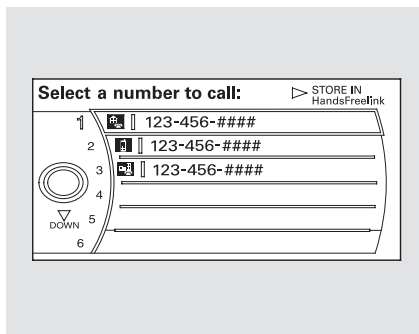 Select a number to call:
STORE IN
HandsFreelink
1 123-456-####
2 123-456-####
3 123-456-####
4
DOWN 5
6